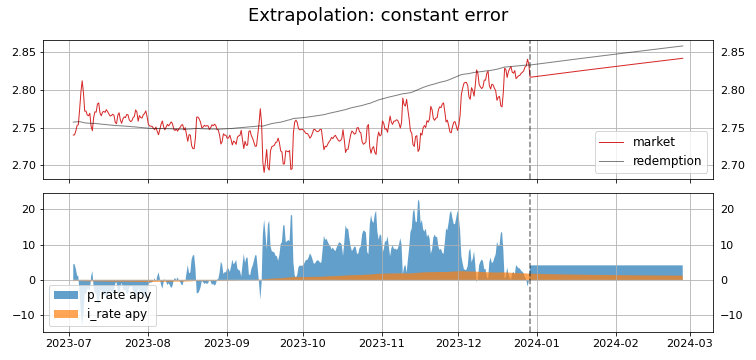 Extrapolation: constant error
2.85 2.85
2.80 2.80
2.75 2.75
2.70 2.70
market
redemption
20 20
10 10
0 0
−10 −10
p_rate apy
i_rate apy
2023-07 2023-08 2023-09 2023-10 2023-11 2023-12 2024-01 2024-02 2024-03